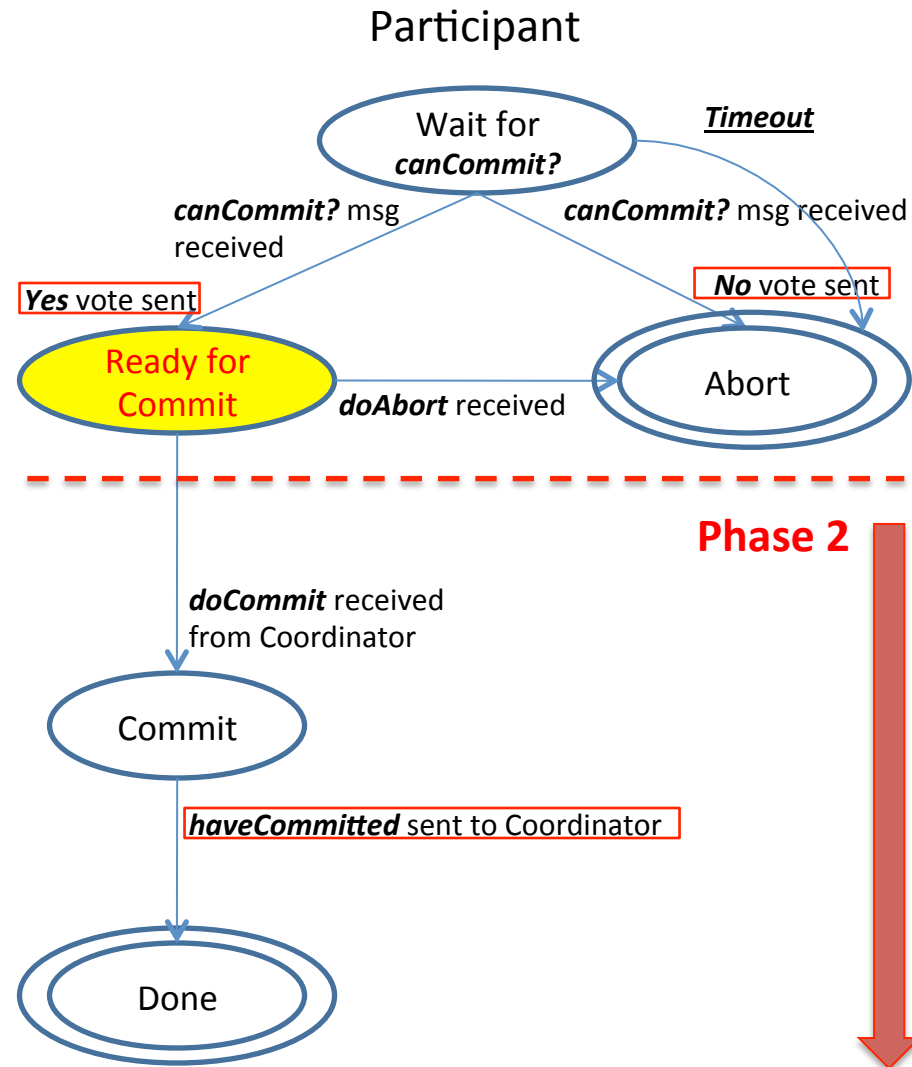 Participant
Wait for
canCommit?
Timeout
canCommit? msg
received
canCommit? msg received
Yes vote sent
No vote sent
Ready for
Commit
doAbort received
Abort
Phase 2
doCommit received
from Coordinator
Commit
haveCommitted sent to Coordinator
Done